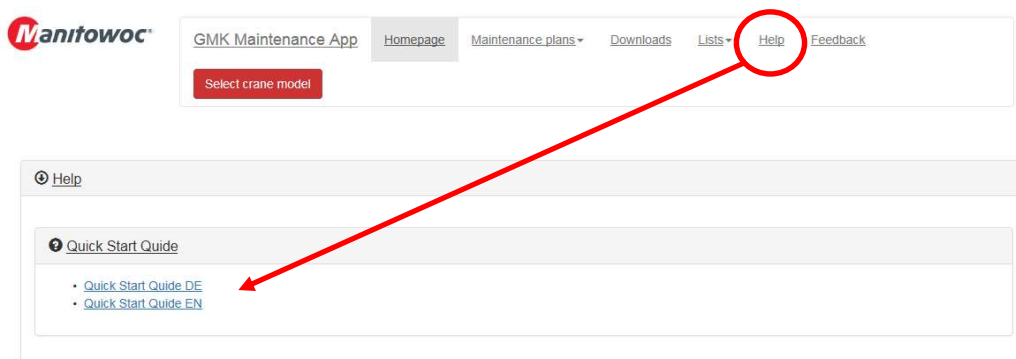 Manitowoc
GMK Maintenance App Homepage Maintenance plans Downloads Lists Help Feedback
Select crane model
Help
Quick Start Quide
• Quick Start Quide DE
• Quick Start Quide EN